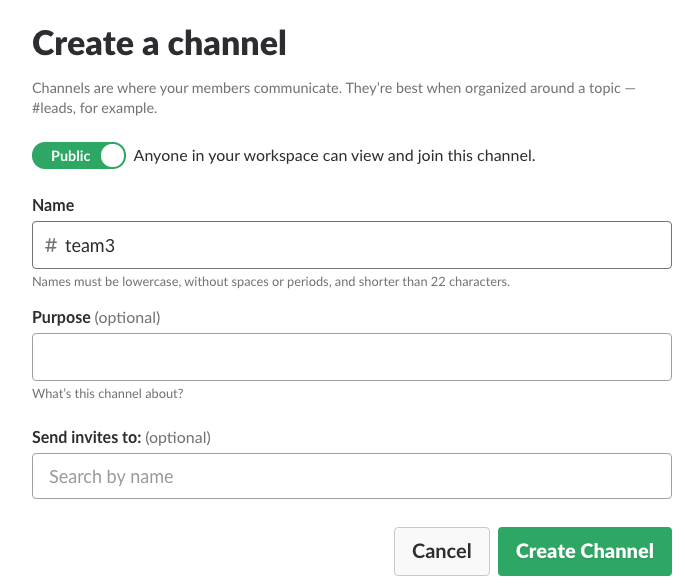 Create a channel
Channels are where your members communicate. They’re best when organized around a topic —
#leads, for example.
Public Anyone in your workspace can view and join this channel.
Name
# team3
Names must be lowercase, without spaces or periods, and shorter than 22 characters.
Purpose (optional)
What’s this channel about?
Send invites to: (optional)
Search by name
Cancel Create Channel